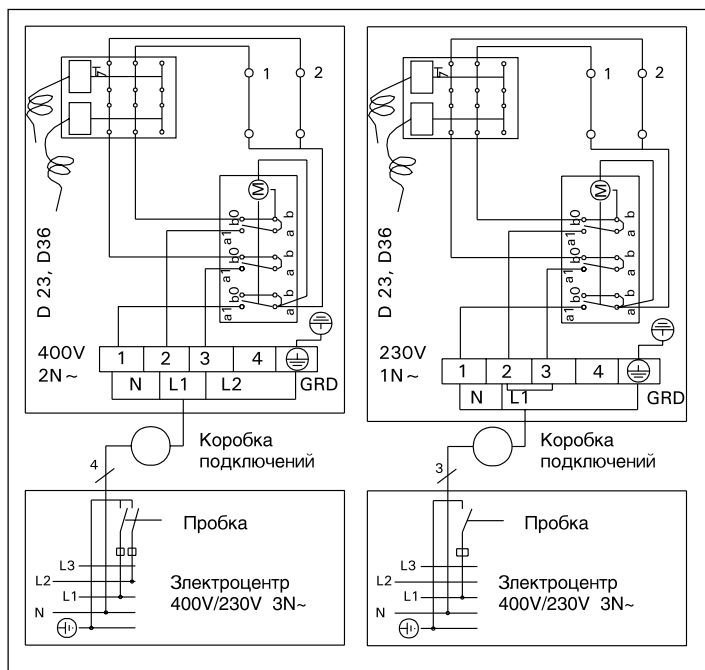 1
2
M
b0
b
a1
a
b0
b
a1
a
b0
b
a1
a
D 23, D36
400V
2N~
1 2 3 4
N L1 L2 GRD
4
Коробка
подключений
Пробка
L3
L2
L1
N
Злектроцентр
400V/230V 3N~
1
2
M
b0
b
a1
a
b0
b
a1
a
b0
b
a1
a
D 23, D36
230V
1N~
1 2 3 4
N L1 GRD
3
Коробка
подключений
Пробка
L3
L2
L1
N
Злектроцентр
400V/230V 3N~